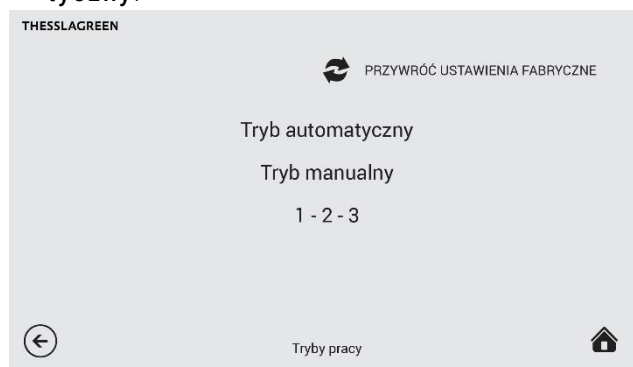 THESSLAGREEN
PRZYWRÓĆ USTAWIENIA FABRYCZNE
Tryb automatyczny
Tryb manualny
1 - 2 - 3
Tryby pracy